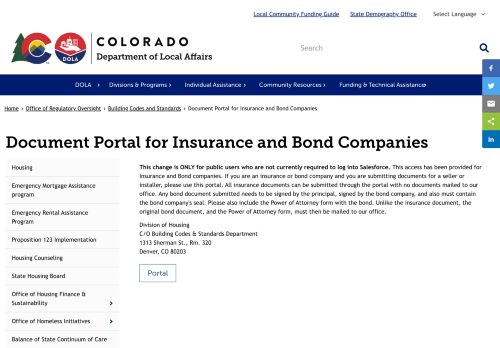 Local Community Funding Guide State Demography Office Select Language
COLORADO
Department of Local Affairs
DOLA
Search
DOLA Divisions & Programs Individual Assistance Community Resources Funding & Technical Assistance
Home › Office of Regulatory Oversight › Building Codes and Standards › Document Portal for Insurance and Bond Companies
Document Portal for Insurance and Bond Companies
Housing
Emergency Mortgage Assistance
program
Emergency Rental Assistance
Program
Proposition 123 Implementation
Housing Counseling
State Housing Board
Office of Housing Finance &
Sustainability
Office of Homeless Initiatives
Balance of State Continuum of Care
This change is ONLY for public users who are not currently required to log into Salesforce. This access has been provided for
Insurance and Bond companies. If you are an insurance or bond company and you are submitting documents for a seller or
installer, please use this portal. All insurance documents can be submitted through the portal with no documents mailed to our
office. Any bond document submitted needs to be signed by the principal, signed by the bond company, and also must contain
the bond company's seal. Please also include the Power of Attorney form with the bond. Unlike the insurance document, the
original bond document, and the Power of Attorney form, must then be mailed to our office.
Division of Housing
C/O Building Codes & Standards Department
1313 Sherman St., Rm. 320
Denver, CO 80203
Portal